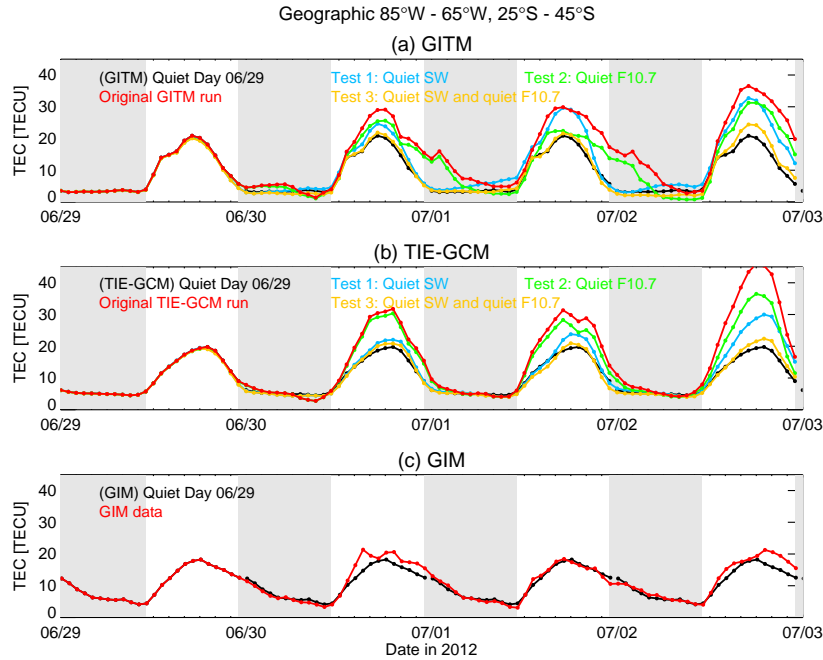 Geographic 85°W - 65°W, 25°S - 45°S
(a) GITM
(GITM) Quiet Day 06/29
Test 1: Quiet SW
Test 2: Quiet F10.7
Original GITM run
Test 3: Quiet SW and quiet F10.7
TEC [TECU]
40
30
20
10
0
06/29
06/30
07/01
07/02
07/03
(b) TIE-GCM
(TIE-GCM) Quiet Day 06/29
Test 1: Quiet SW
Test 2: Quiet F10.7
Original TIE-GCM run
Test 3: Quiet SW and quiet F10.7
TEC [TECU]
40
30
20
10
0
06/29
06/30
07/01
07/02
07/03
(c) GIM
(GIM) Quiet Day 06/29
GIM data
TEC [TECU]
40
30
20
10
0
06/29
06/30
07/01
07/02
07/03
Date in 2012